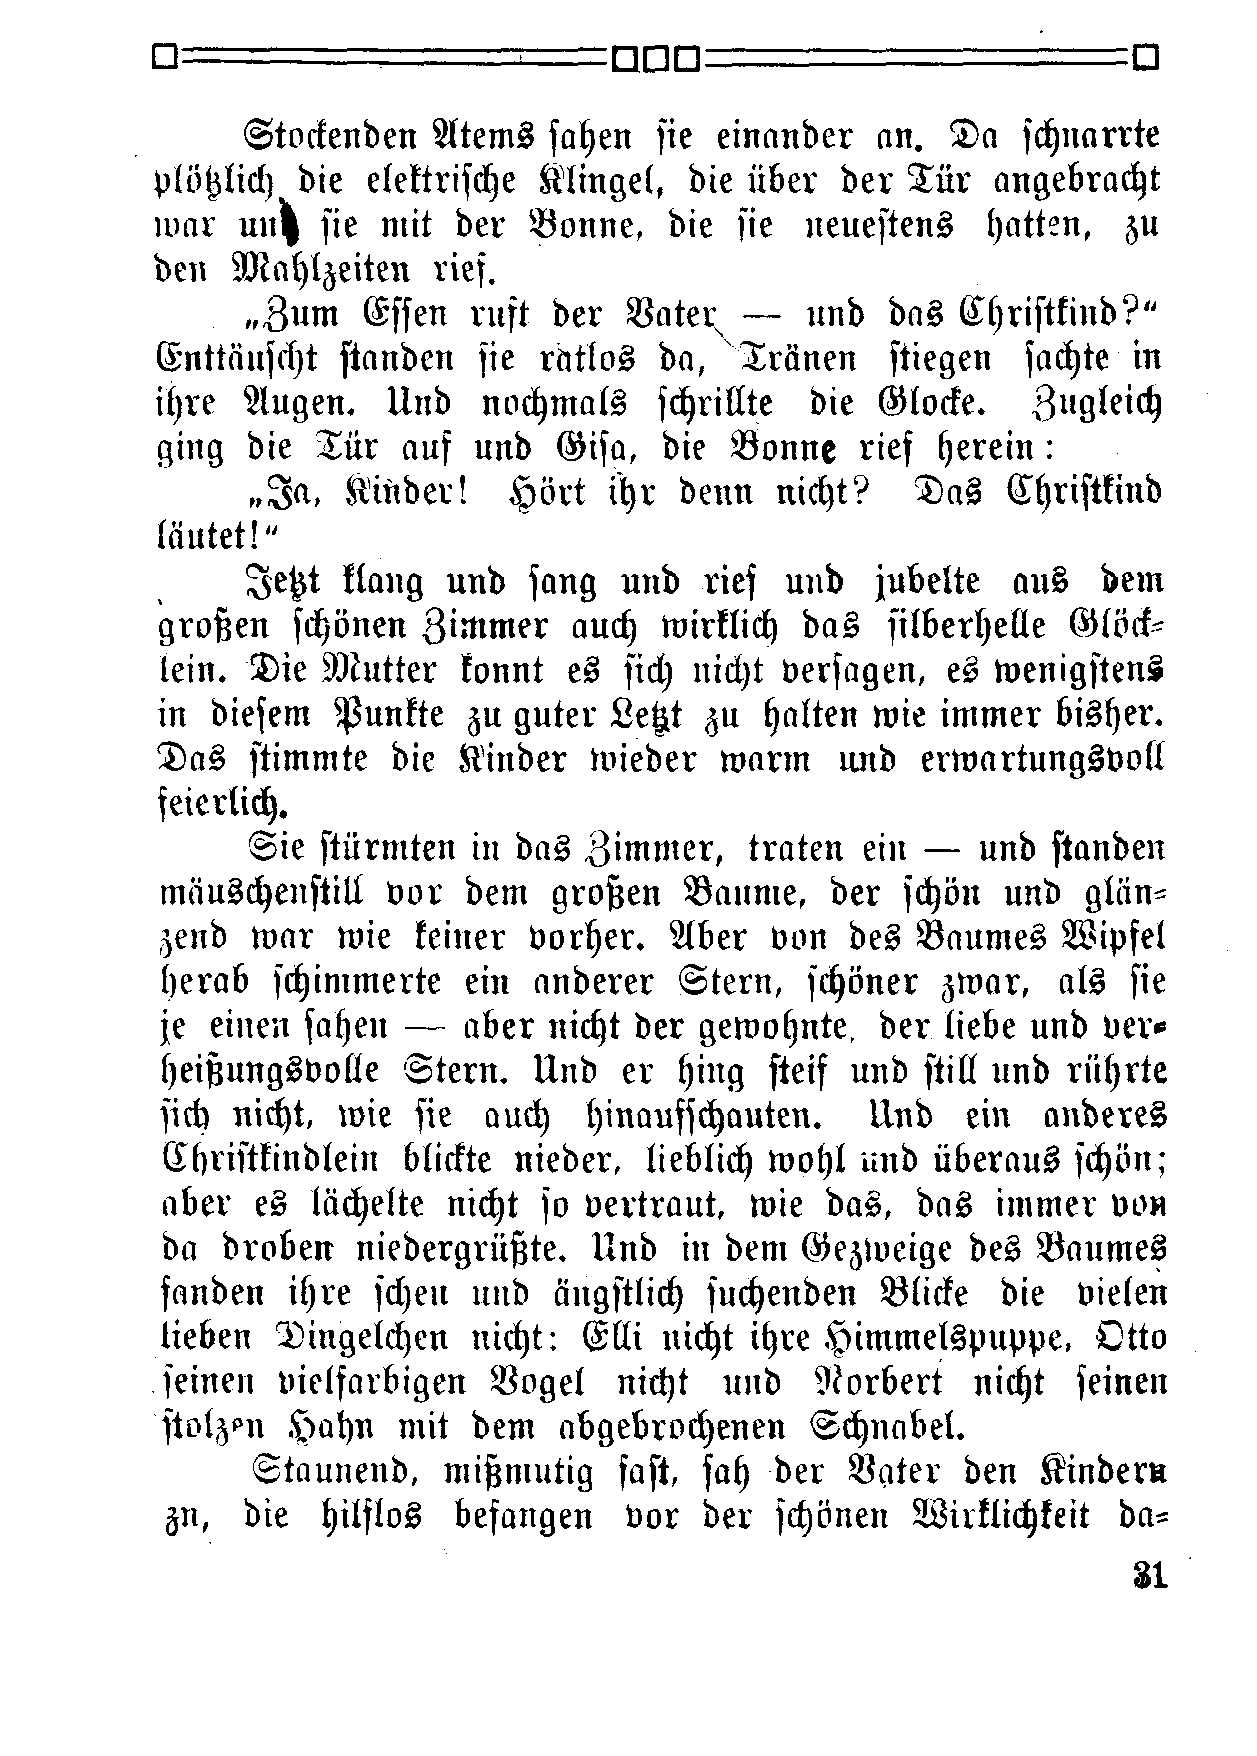 Stockenden Atems sahen sie einander an. Da schnarrte
plötzlich die elektrische Klingel, die über der Tür angebracht
war und sie mit der Bonne, die sie neuestens hatten, zu
den Mahlzeiten rief.
„Zum Essen ruft der Vater — und das Christkind?“
Enttäuscht standen sie ratlos da, Tränen stiegen sachte in
ihre Augen. Und nochmals schrillte die Glocke. Zugleich
ging die Tür auf und Gisa, die Bonne rief herein:
„Ja, Kinder! Hört ihr denn nicht? Das Christkind
läutet!“
Jetzt klang und sang und rief und jubelte aus dem
großen schönen Zimmer auch wirklich das silberhelle Glöck-
lein. Die Mutter konnt es sich nicht versagen, es wenigstens
in diesem Punkte zu guter Letzt zu halten wie immer bisher.
Das stimmte die Kinder wieder warm und erwartungsvoll
feierlich.
Sie stürmten in das Zimmer, traten ein — und standen
mäuschenstill vor dem großen Baume, der schön und glän-
zend war wie keiner vorher. Aber von des Baumes Wipfel
herab schimmerte ein anderer Stern, schöner zwar, als sie
je einen sahen — aber nicht der gewohnte, der liebe und ver-
heißungsvolle Stern. Und er hing steif und still und rührte
sich nicht, wie sie auch hinaufschauten. Und ein anderes
Christkindlein blickte nieder, lieblich wohl und überaus schön;
aber es lächelte nicht so vertraut, wie das, das immer von
da droben niedergrüßte. Und in dem Gezweige des Baumes
fanden ihre scheu und ängstlich suchenden Blicke die vielen
lieben Dingelchen nicht: Elli nicht ihre Himmelspuppe, Otto
seinen vielfarbigen Vogel nicht und Norbert nicht seinen
stolzen Hahn mit dem abgebrochenen Schnabel.
Staunend, mißmutig fast, sah der Vater den Kindern
zu, die hilflos befangen vor der schönen Wirklichkeit da-
31